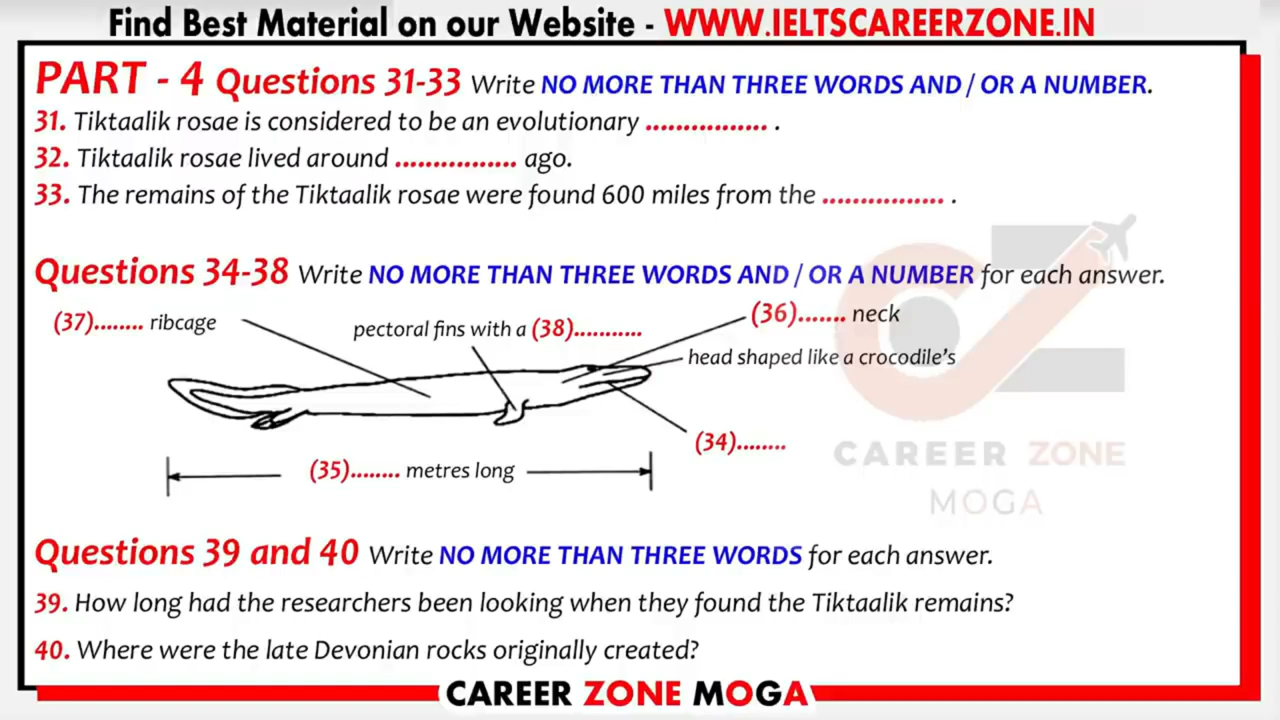 Find Best Material on our Website - WWW.IELTSCAREERZONE.IN
PART - 4 Questions 31-33 Write NO MORE THAN THREE WORDS AND / OR A NUMBER.
31. Tiktaalik rosae is considered to be an evolutionary ................ .
32. Tiktaalik rosae lived around ................ ago.
33. The remains of the Tiktaalik rosae were found 600 miles from the ................ .
Questions 34-38 Write NO MORE THAN THREE WORDS AND / OR A NUMBER for each answer.
(37)........ ribcage
pectoral fins with a (38)...........
(36)....... neck
head shaped like a crocodile's
(34)........
(35)........ metres long
CAREER ZONE
MOGA
Questions 39 and 40 Write NO MORE THAN THREE WORDS for each answer.
39. How long had the researchers been looking when they found the Tiktaalik remains?
40. Where were the late Devonian rocks originally created?
CAREER ZONE MOGA